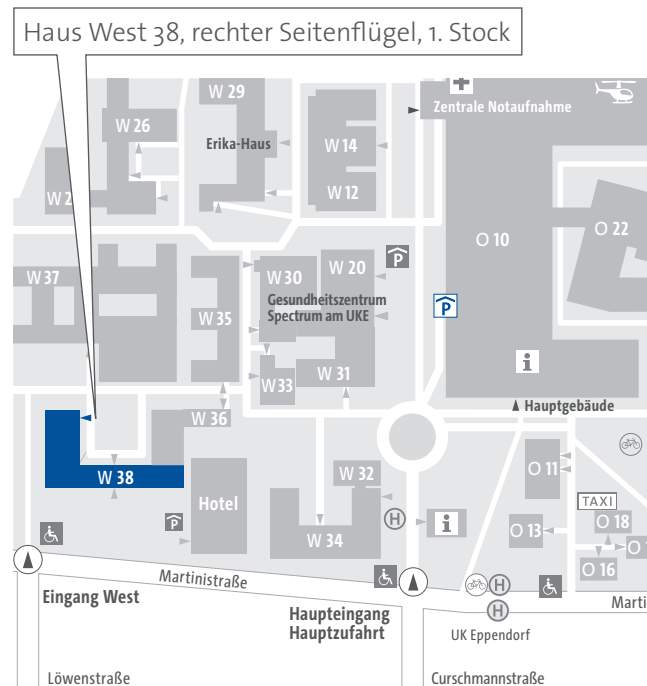 Haus West 38, rechter Seitenflügel, 1. Stock
W 29
Zentrale Notaufnahme
W 26
Erika-Haus
W 14
W 12
O 10
O 22
W 20
P
W 37
W 30
Gesundheitszentrum
Spectrum am UKE
P
W 35
i
W 33
W 31
Hauptgebäude
W 36
W 38
W 32
O 11
TAXI
Hotel
P
H
i
O 13
O 18
W 34
O 16
Martinistraße
H
Eingang West
Haupteingang
Hauptzufahrt
H
Marti
UK Eppendorf
Löwenstraße
Curschmannstraße